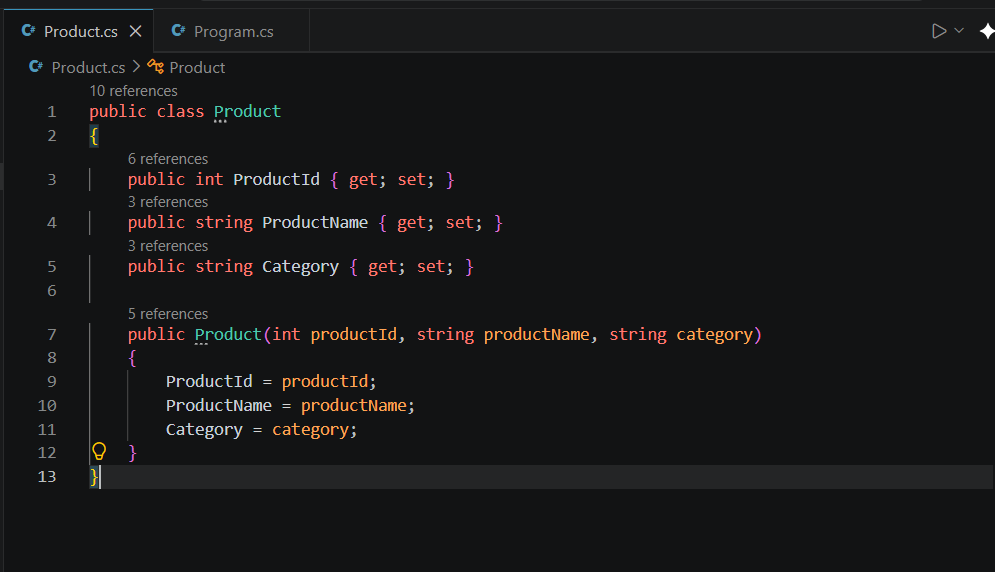 Product.cs
Program.cs
Product.cs > Product
10 references
1 public class Product
2 {
6 references
3 public int ProductId { get; set; }
3 references
4 public string ProductName { get; set; }
3 references
5 public string Category { get; set; }
6
5 references
7 public Product(int productId, string productName, string category)
8 {
9 ProductId = productId;
10 ProductName = productName;
11 Category = category;
12 }
13 }